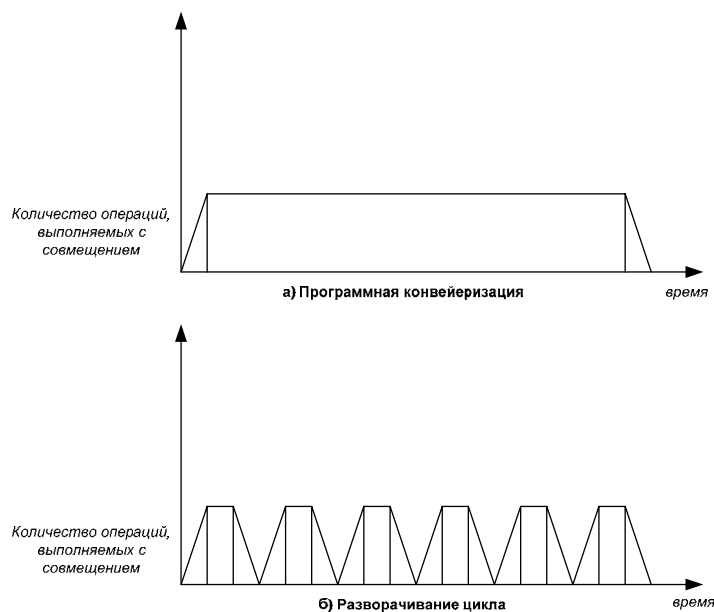 Количество операций,
выполняемых с
совмещением
а) Программная конвейеризация
время
Количество операций,
выполняемых с
совмещением
б) Разворачивание цикла
время